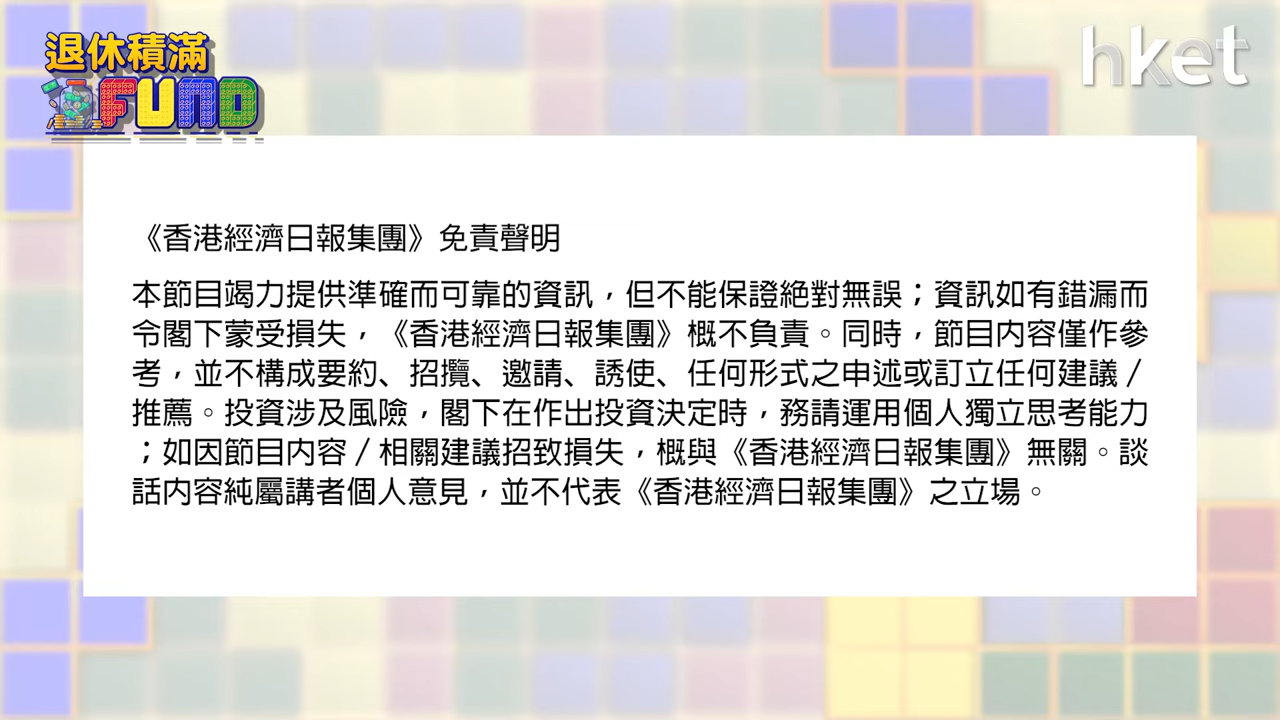 退休積滿
FUND
hket
《香港經濟日報集團》免責聲明
本節目竭力提供準確而可靠的資訊，但不能保證絕對無誤；資訊如有錯漏而
令閣下蒙受損失，《香港經濟日報集團》概不負責。同時，節目內容僅作參
考，並不構成要約、招攬、邀請、誘使、任何形式之申述或訂立任何建議／
推薦。投資涉及風險，閣下在作出投資決定時，務請運用個人獨立思考能力
；如因節目內容／相關建議招致損失，概與《香港經濟日報集團》無關。談
話內容純屬講者個人意見，並不代表《香港經濟日報集團》之立場。